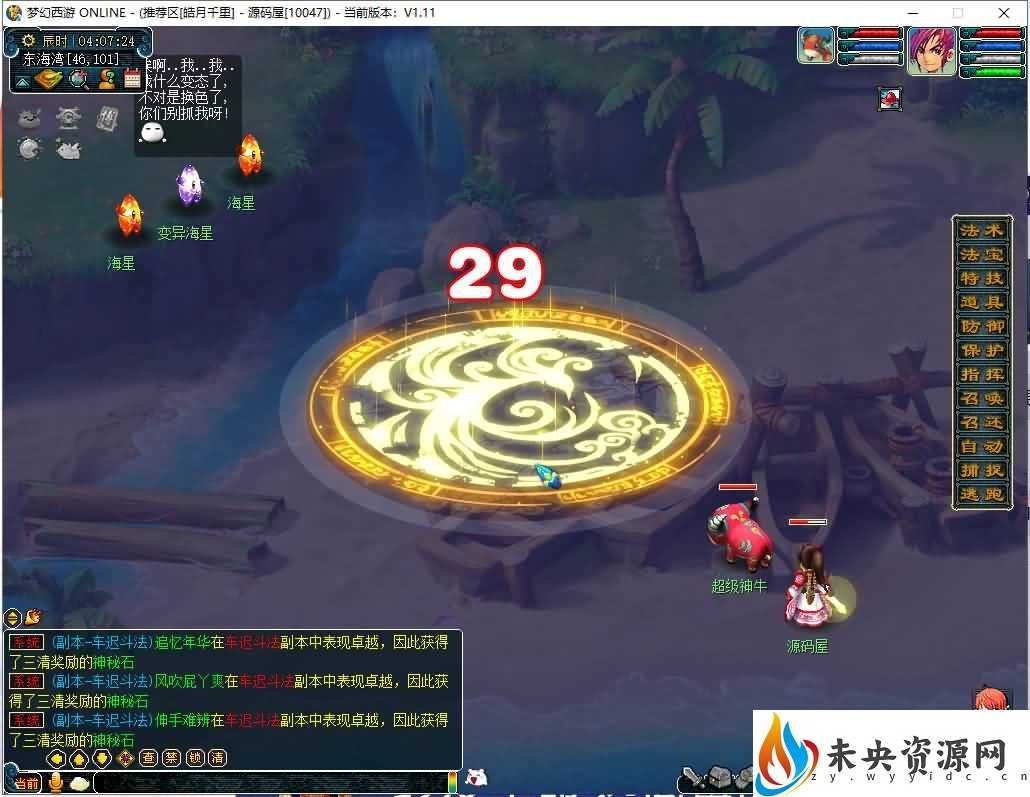 梦幻西游 ONLINE - (推荐区[皓月千里] - 源码屋[10047]) - 当前版本：V1.11
辰时 04:07:24
东海湾[46,101]
啊..我..我..
成什么变态了，
不对是换色了，
你们别抓我呀！
海星
变异海星
海星
29
法术
法宝
特技
道具
防御
保护
指挥
召唤
召还
自动
捕捉
逃跑
超级神牛
源码屋
系统 (副本-车迟斗法)追忆年华在车迟斗法副本中表现卓越，因此获得
了三清奖励的神秘石
系统 (副本-车迟斗法)风吹屁丫爽在车迟斗法副本中表现卓越，因此获
得了三清奖励的神秘石
系统 (副本-车迟斗法)伸手难辨在车迟斗法副本中表现卓越，因此获得
了三清奖励的神秘石
查 禁 锁 清
当前
未央资源网
zy.wyyidc.cn